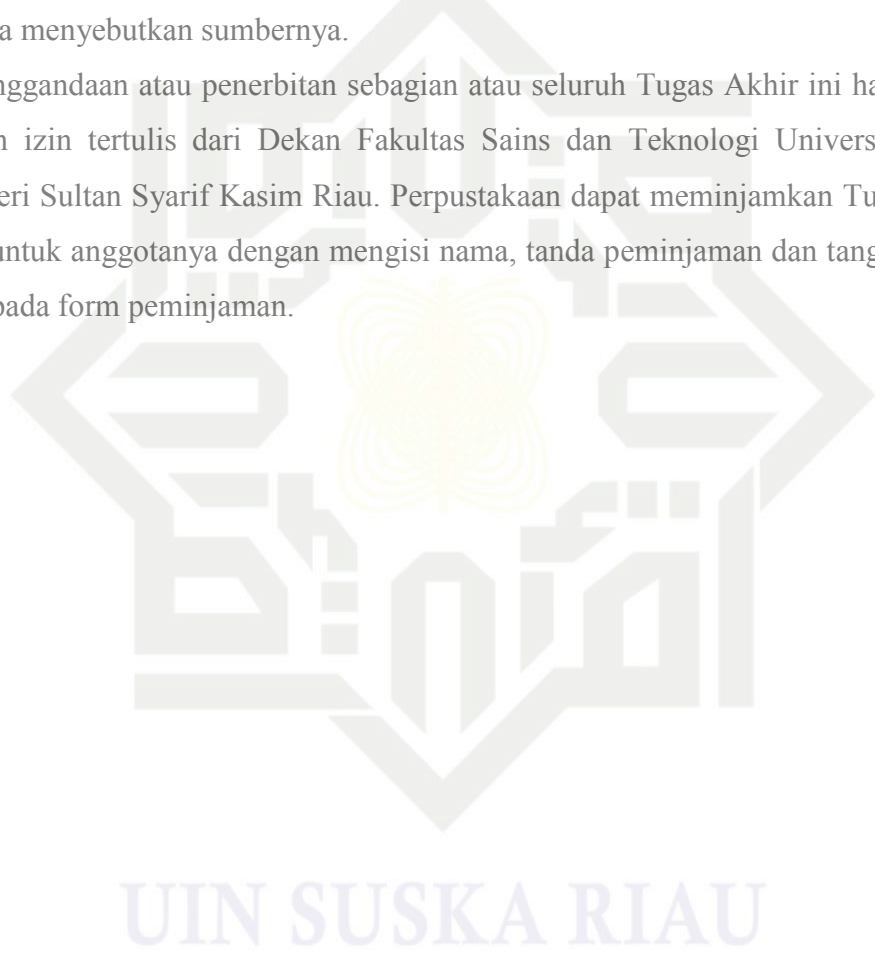 a menyebutkan sumbernya.
nggandaan atau penerbitan sebagian atau seluruh Tugas Akhir ini ha
n izin tertulis dari Dekan Fakultas Sains dan Teknologi Univers
eri Sultan Syarif Kasim Riau. Perpustakaan dapat meminjamkan Tu
untuk anggotanya dengan mengisi nama, tanda peminjaman dan tang
pada form peminjaman.
UIN SUSKA RIAU